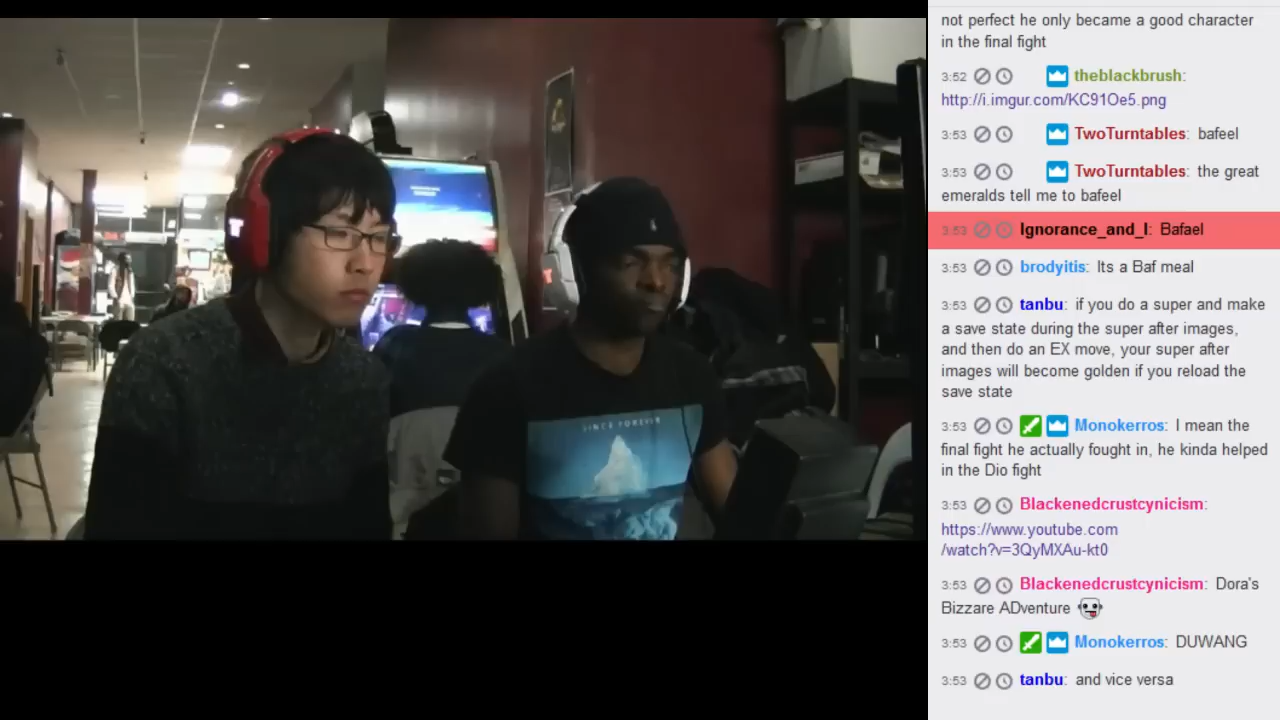 SINCE FOREVER
not perfect he only became a good character
in the final fight
3:52 theblackbrush:
http://i.imgur.com/KC91Oe5.png
3:53 TwoTurntables: bafeel
3:53 TwoTurntables: the great
emeralds tell me to bafeel
3:53 Ignorance_and_I: Bafael
3:53 brodyitis: Its a Baf meal
3:53 tanbu: if you do a super and make
a save state during the super after images,
and then do an EX move, your super after
images will become golden if you reload the
save state
3:53 Monokerros: I mean the
final fight he actually fought in, he kinda helped
in the Dio fight
3:53 Blackenedcrustcynicism:
https://www.youtube.com
/watch?v=3QyMXAu-kt0
3:53 Blackenedcrustcynicism: Dora's
Bizzare ADventure
3:53 Monokerros: DUWANG
3:53 tanbu: and vice versa